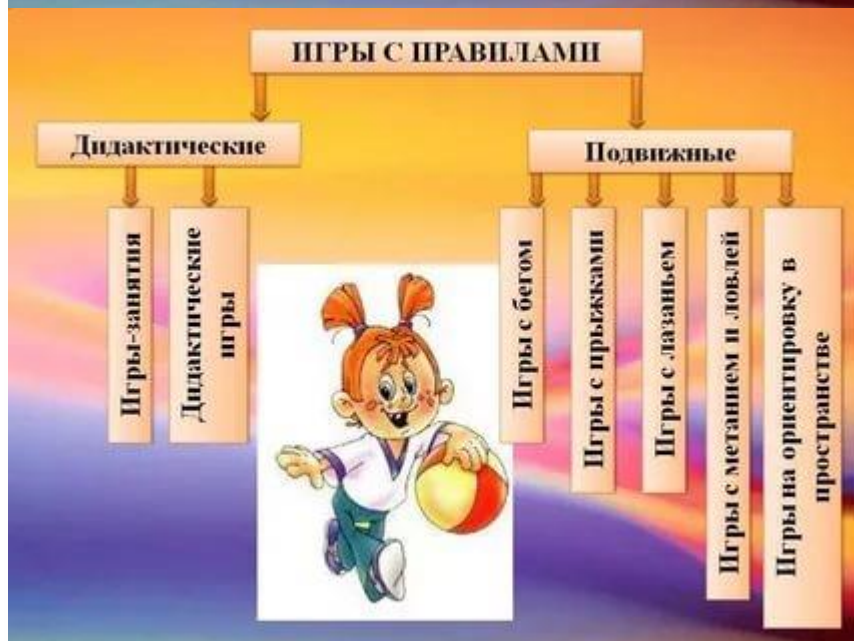 ИГРЫ С ПРАВИЛАМИ
Дидактические
Подвижные
Игры-занятия
Дидактические
игры
Игры с бегом
Игры с прыжками
Игры с лазаньем
Игры с метанием и ловлей
Игры на ориентировку в
пространстве